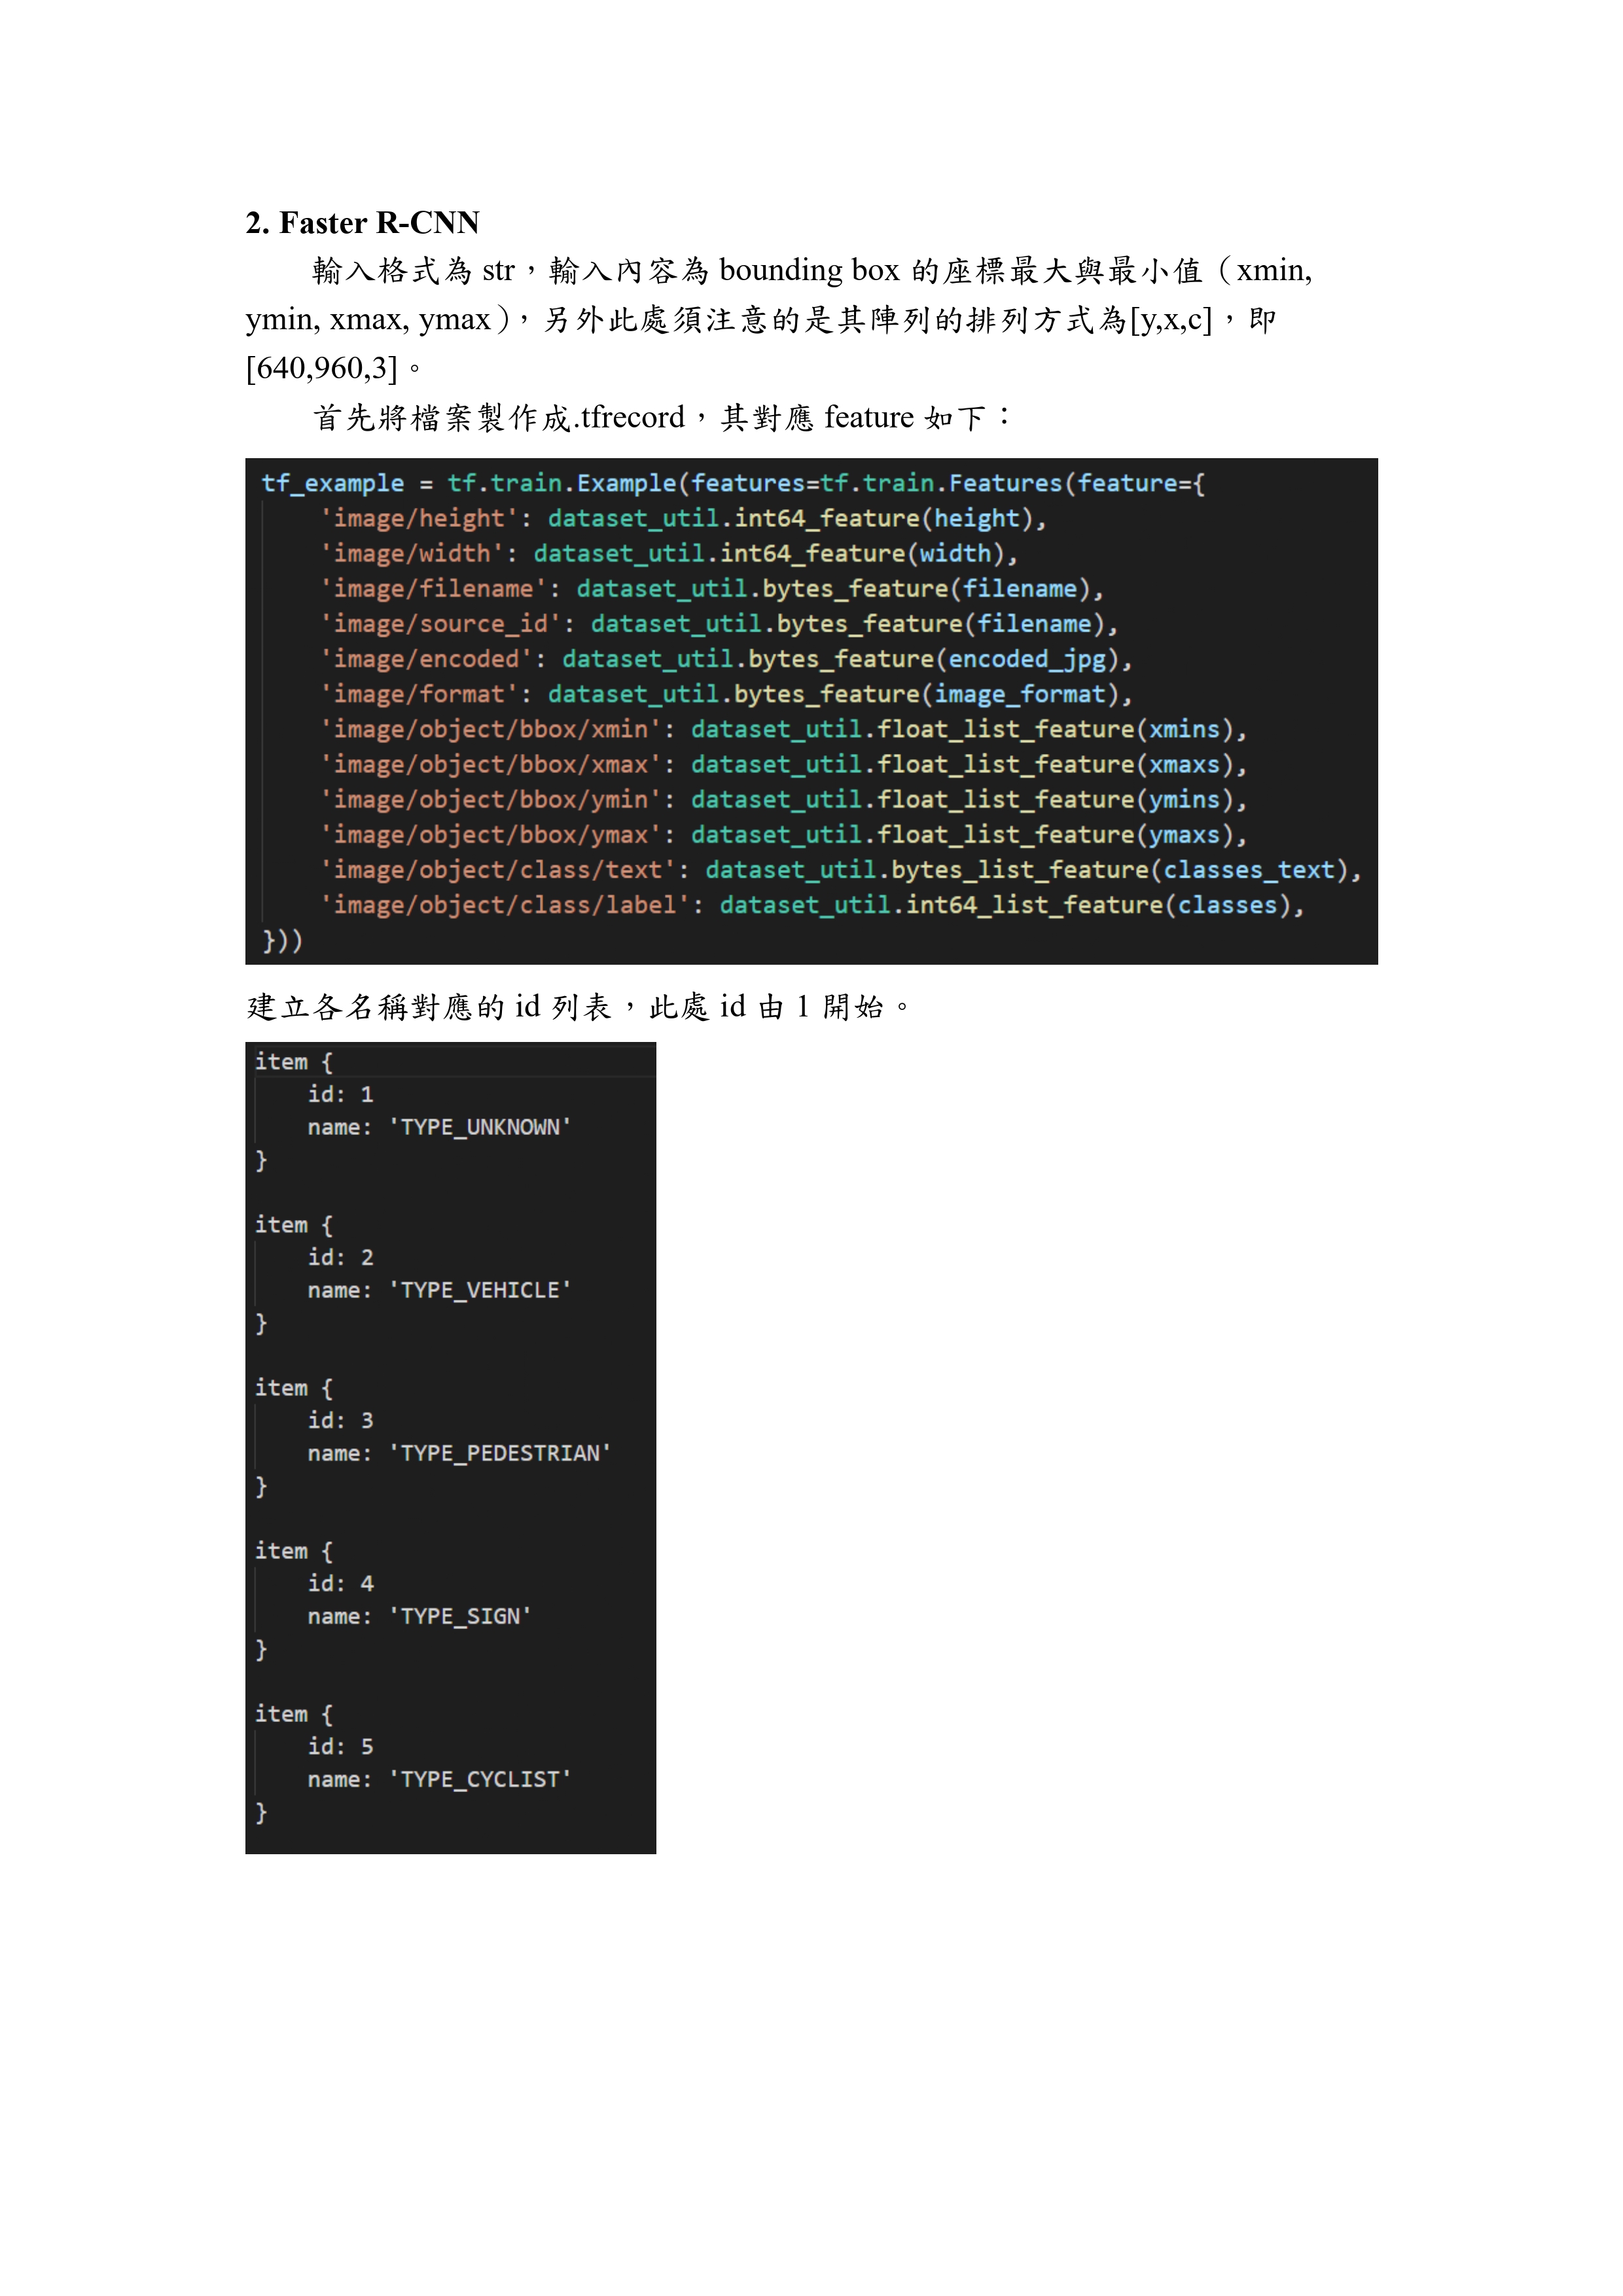 2. Faster R-CNN
輸入格式為 str，輸入內容為 bounding box 的座標最大與最小值（xmin,
ymin, xmax, ymax），另外此處須注意的是其陣列的排列方式為[y,x,c]，即
[640,960,3]。
首先將檔案製作成.tfrecord，其對應 feature 如下：
tf_example = tf.train.Example(features=tf.train.Features(feature={
    'image/height': dataset_util.int64_feature(height),
    'image/width': dataset_util.int64_feature(width),
    'image/filename': dataset_util.bytes_feature(filename),
    'image/source_id': dataset_util.bytes_feature(filename),
    'image/encoded': dataset_util.bytes_feature(encoded_jpg),
    'image/format': dataset_util.bytes_feature(image_format),
    'image/object/bbox/xmin': dataset_util.float_list_feature(xmins),
    'image/object/bbox/xmax': dataset_util.float_list_feature(xmaxs),
    'image/object/bbox/ymin': dataset_util.float_list_feature(ymins),
    'image/object/bbox/ymax': dataset_util.float_list_feature(ymaxs),
    'image/object/class/text': dataset_util.bytes_list_feature(classes_text),
    'image/object/class/label': dataset_util.int64_list_feature(classes),
}))
建立各名稱對應的 id 列表，此處 id 由 1 開始。
item {
    id: 1
    name: 'TYPE_UNKNOWN'
}
item {
    id: 2
    name: 'TYPE_VEHICLE'
}
item {
    id: 3
    name: 'TYPE_PEDESTRIAN'
}
item {
    id: 4
    name: 'TYPE_SIGN'
}
item {
    id: 5
    name: 'TYPE_CYCLIST'
}